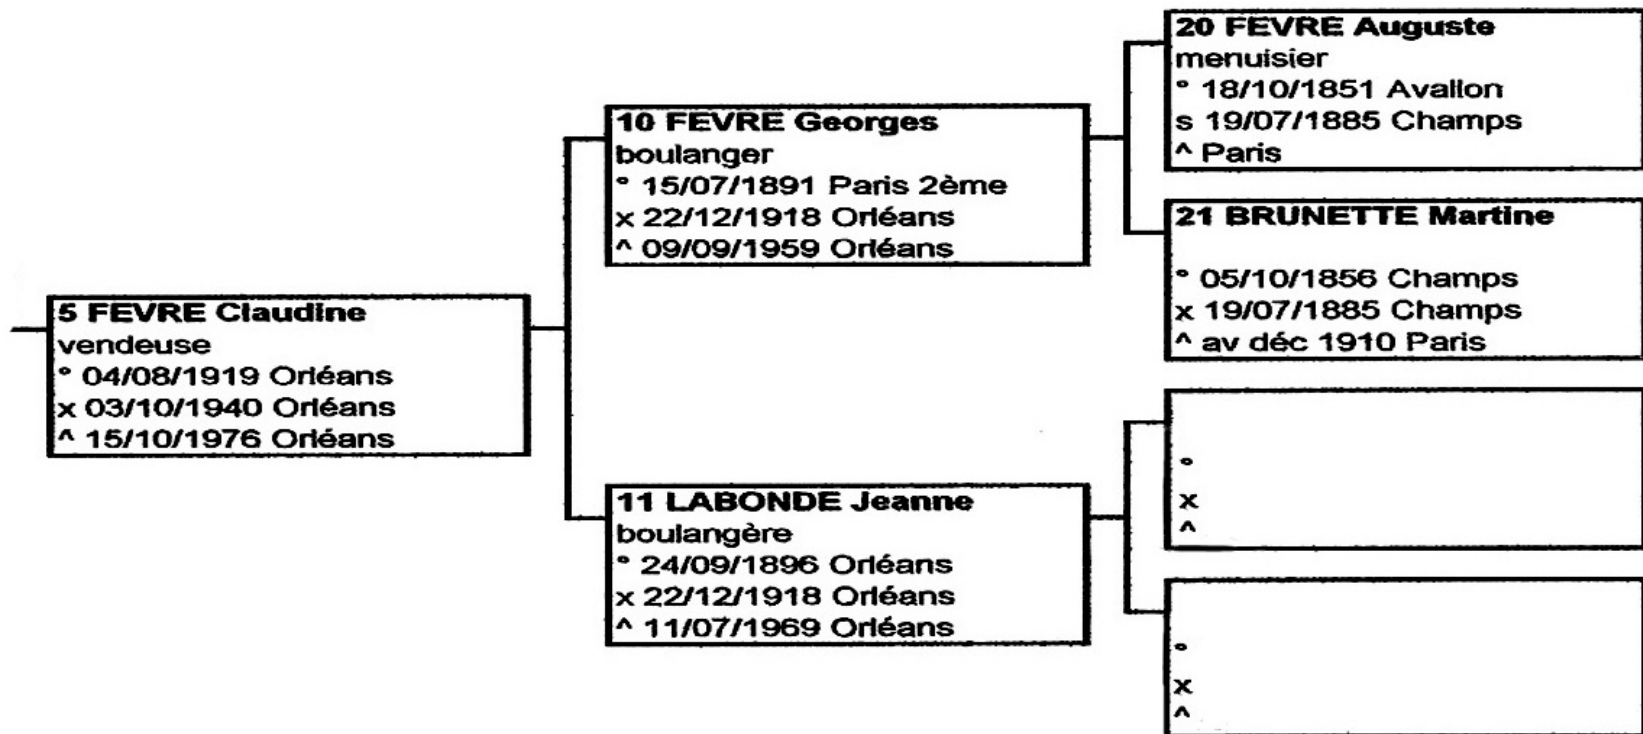 20 FEVRE Auguste
menuisier
° 18/10/1851 Avallon
s 19/07/1885 Champs
^ Paris
10 FEVRE Georges
boulanger
° 15/07/1891 Paris 2ème
x 22/12/1918 Orléans
^ 09/09/1959 Orléans
21 BRUNETTE Martine
° 05/10/1856 Champs
x 19/07/1885 Champs
^ av déc 1910 Paris
5 FEVRE Claudine
vendeuse
° 04/08/1919 Orléans
x 03/10/1940 Orléans
^ 15/10/1976 Orléans
11 LABONDE Jeanne
boulangère
° 24/09/1896 Orléans
x 22/12/1918 Orléans
^ 11/07/1969 Orléans
°
x
^
°
x
^